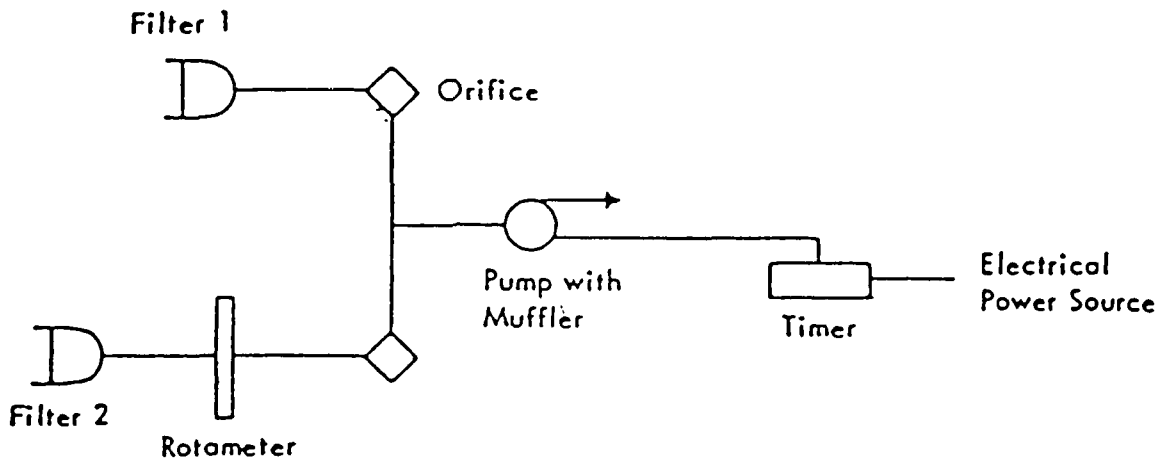 Filter 1
Orifice
Pump with
Muffler
Electrical
Power Source
Timer
Filter 2
Rotameter